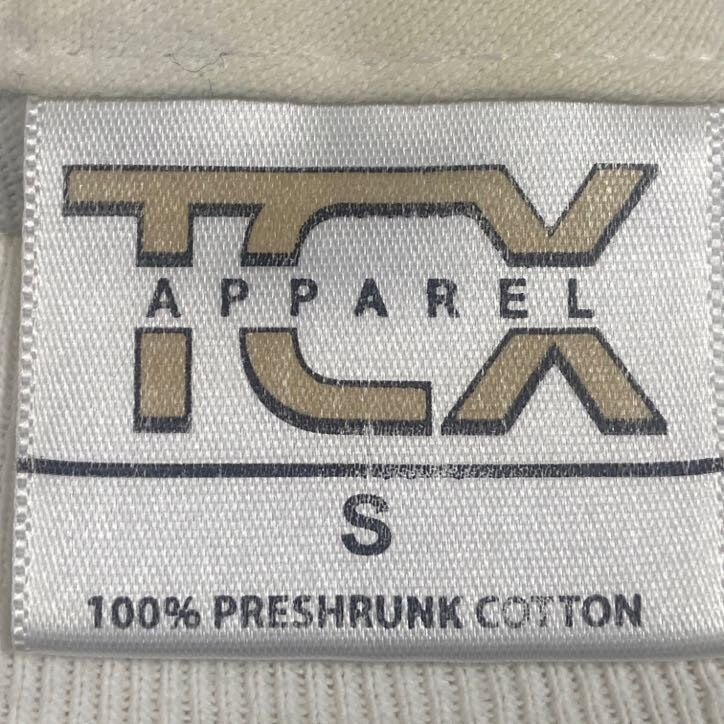 TCX
APPAREL
S
100% PRESHRUNK COTTON